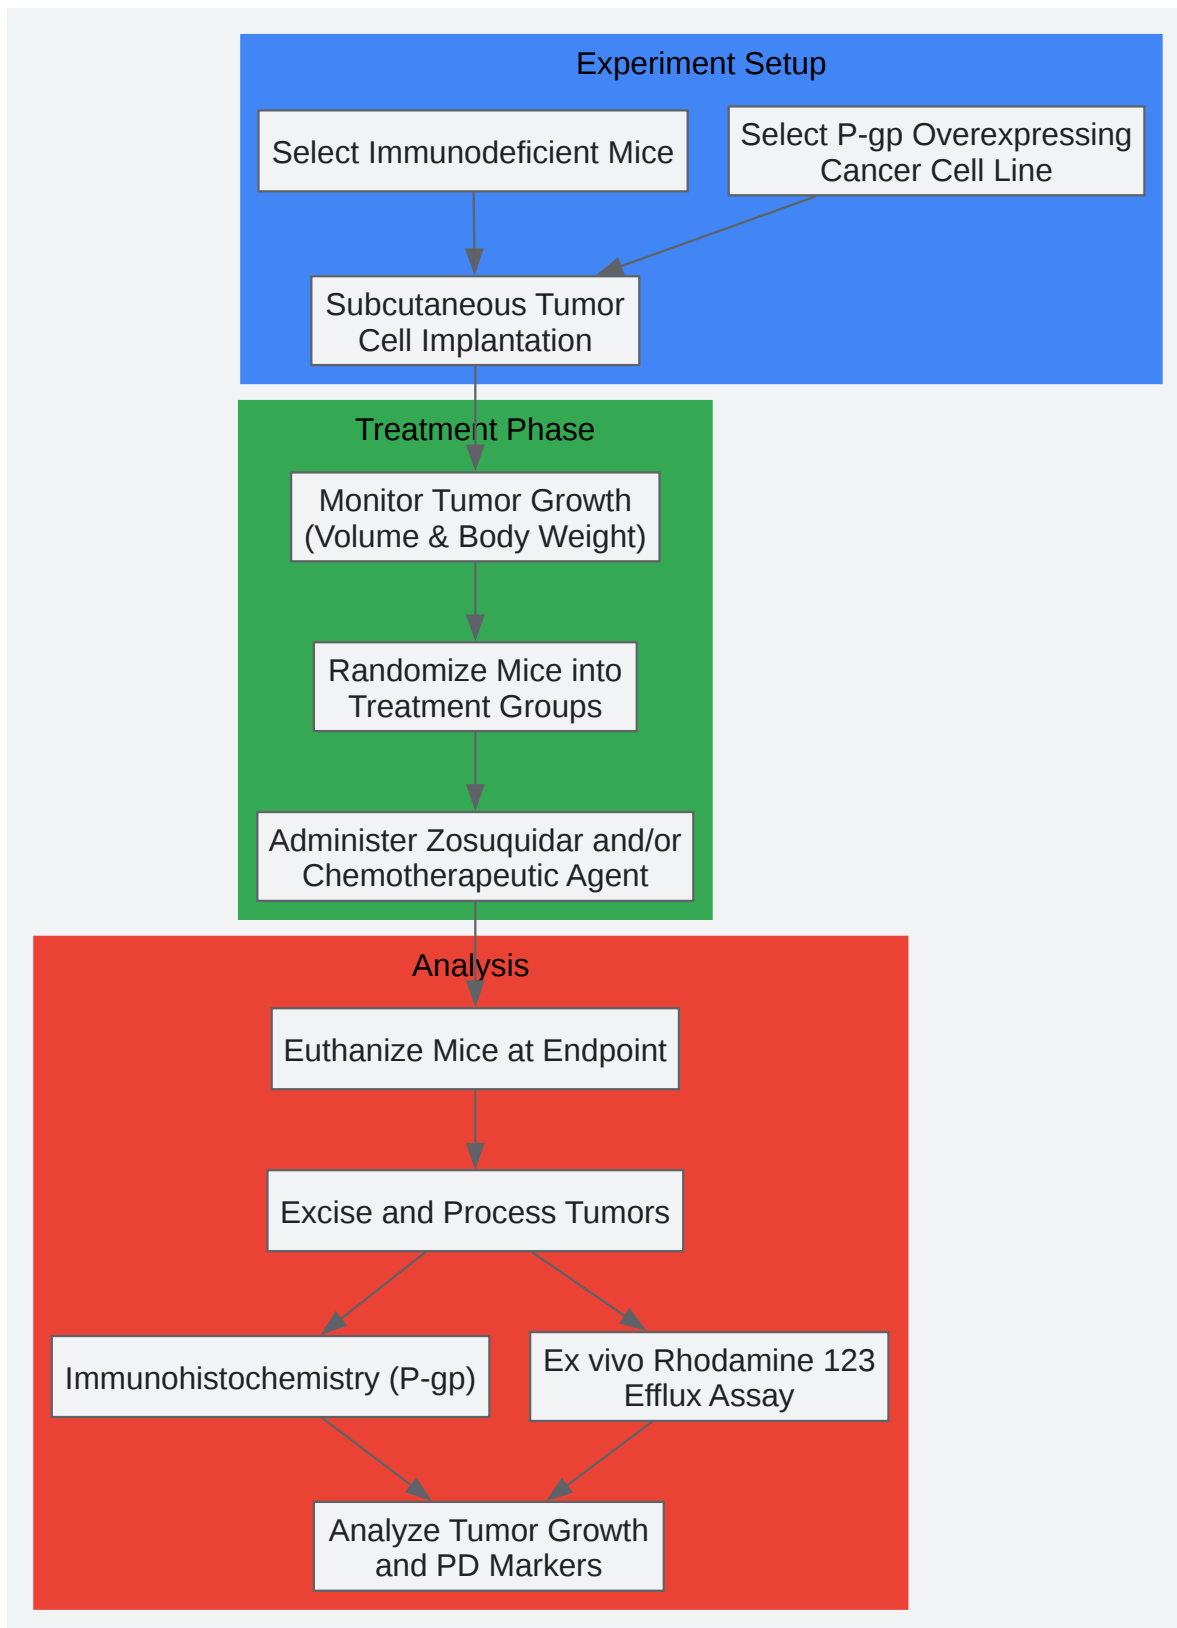 Experiment Setup
Select Immunodeficient Mice
Select P-gp Overexpressing
Cancer Cell Line
Subcutaneous Tumor
Cell Implantation
Treatment Phase
Monitor Tumor Growth
(Volume & Body Weight)
Randomize Mice into
Treatment Groups
Administer Zosuquidar and/or
Chemotherapeutic Agent
Analysis
Euthanize Mice at Endpoint
Excise and Process Tumors
Immunohistochemistry (P-gp)
Ex vivo Rhodamine 123
Efflux Assay
Analyze Tumor Growth
and PD Markers